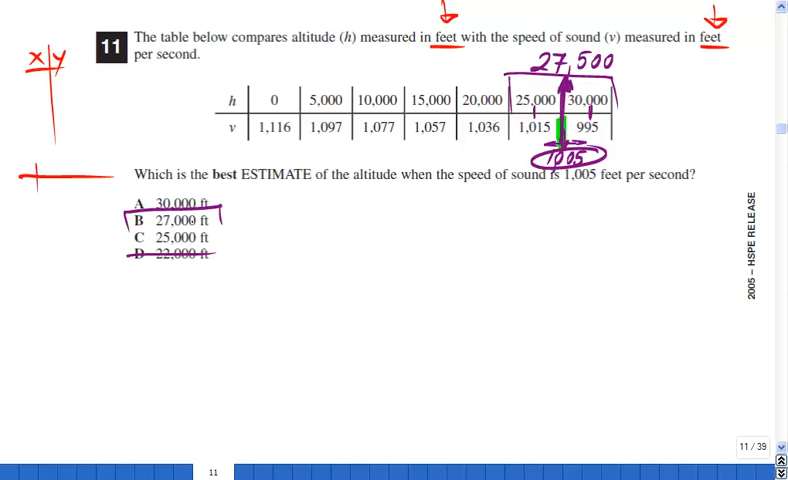 11 The table below compares altitude (h) measured in feet with the speed of sound (v) measured in feet
per second.
x y
27,500
h 0 5,000 10,000 15,000 20,000 25,000 30,000
v 1,116 1,097 1,077 1,057 1,036 1,015 995
1005
Which is the best ESTIMATE of the altitude when the speed of sound is 1,005 feet per second?
A 30,000 ft
B 27,000 ft
C 25,000 ft
D 22,000 ft
2005 – HSPE RELEASE
11 / 39
11